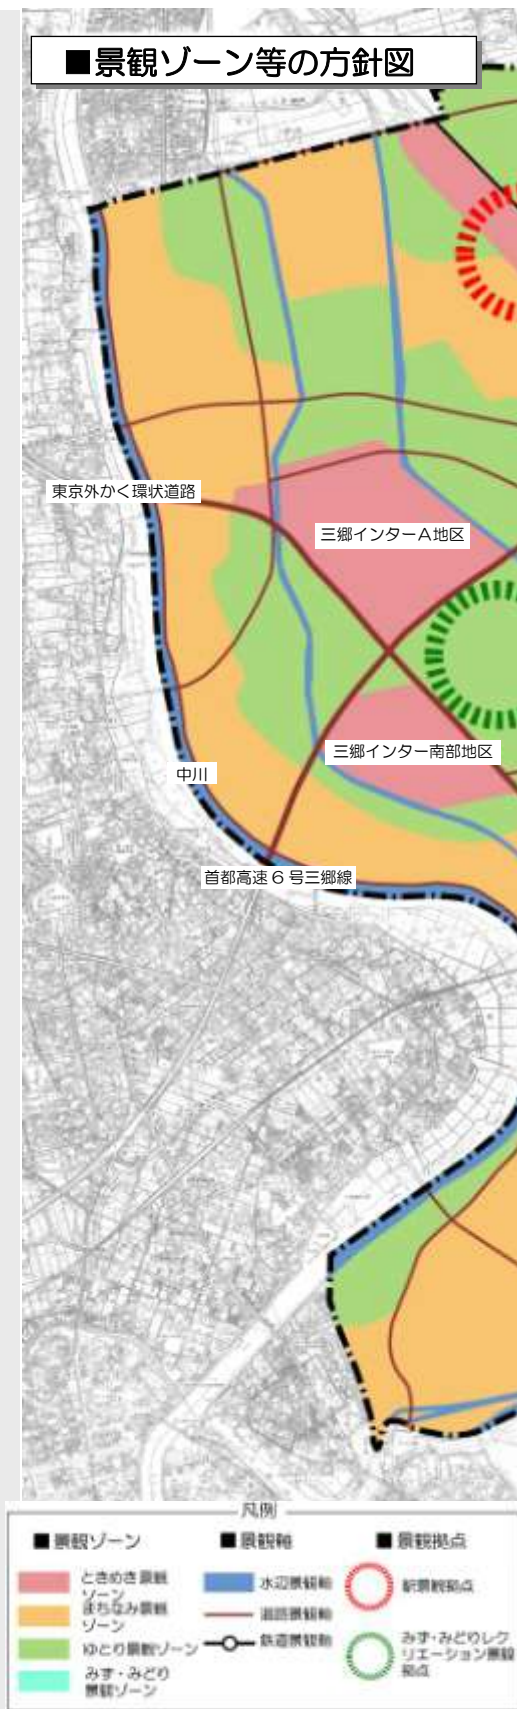 ■景観ゾーン等の方針図
東京外かく環状道路
三郷インターA地区
三郷インター南部地区
中川
首都高速6号三郷線
凡例
■景観ゾーン
ときめき景観
ゾーン
まちなみ景観
ゾーン
ゆとり景観ゾーン
みず・みどり
景観ゾーン
■景観軸
水辺景観軸
道路景観軸
鉄道景観軸
■景観拠点
駅景観拠点
みず・みどりレク
リエーション景観
拠点